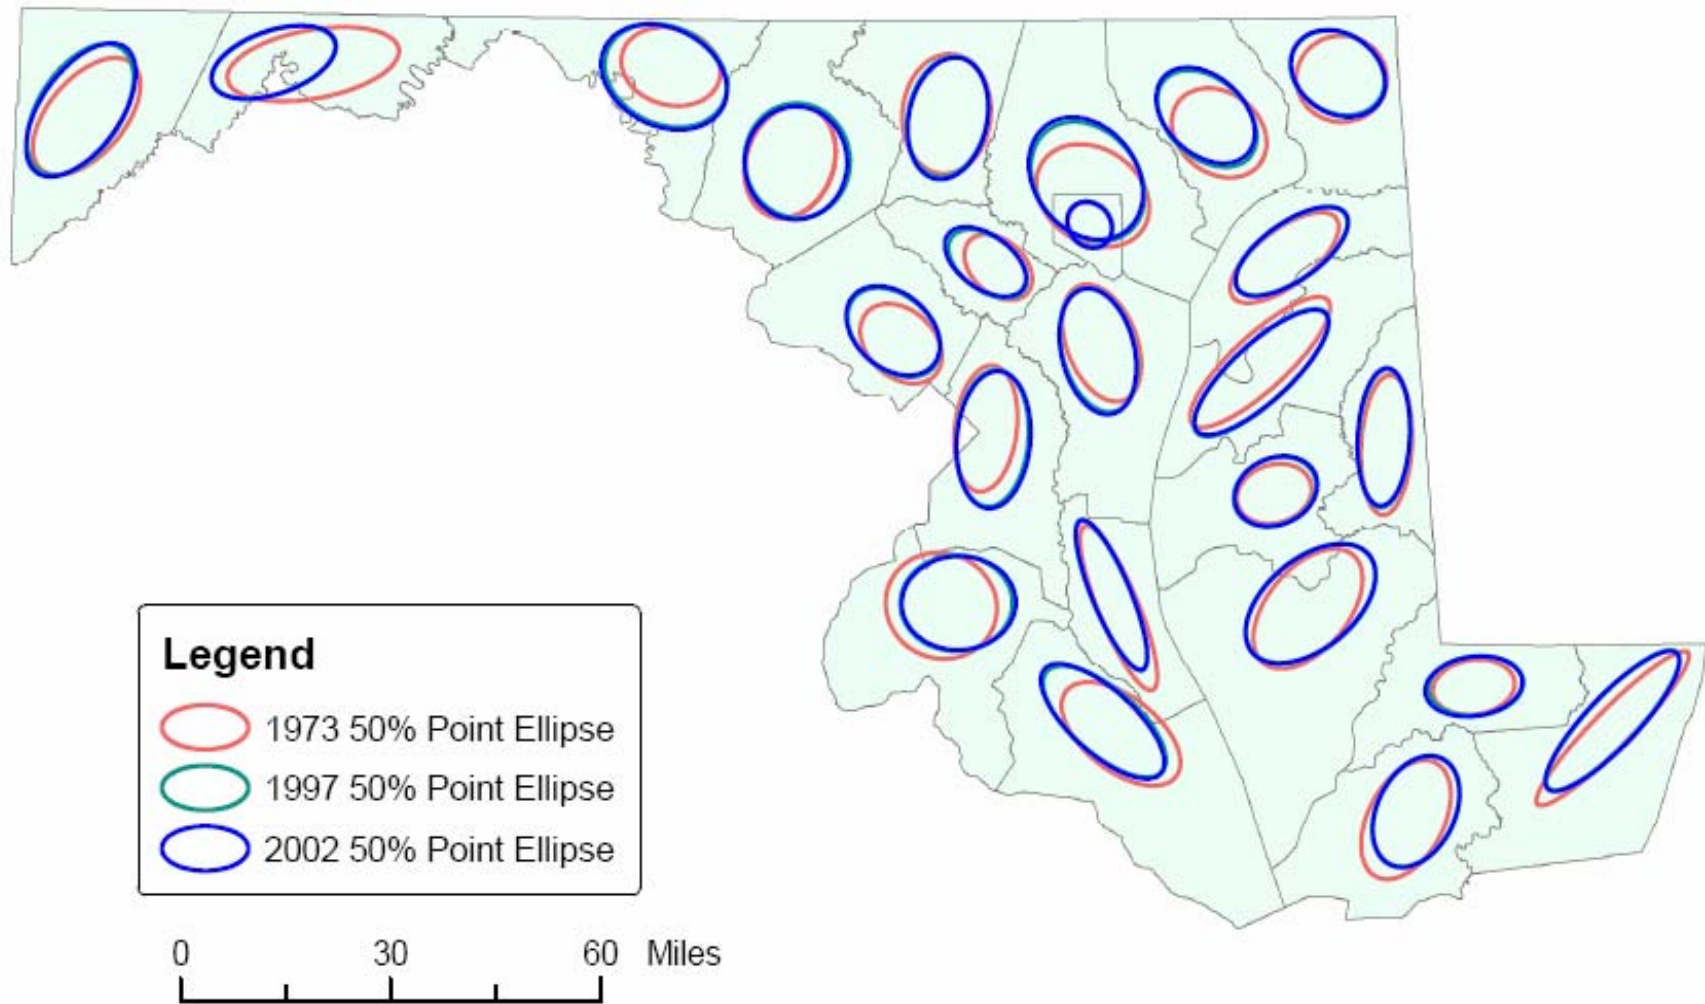 Legend
1973 50% Point Ellipse
1997 50% Point Ellipse
2002 50% Point Ellipse
0 30 60 Miles